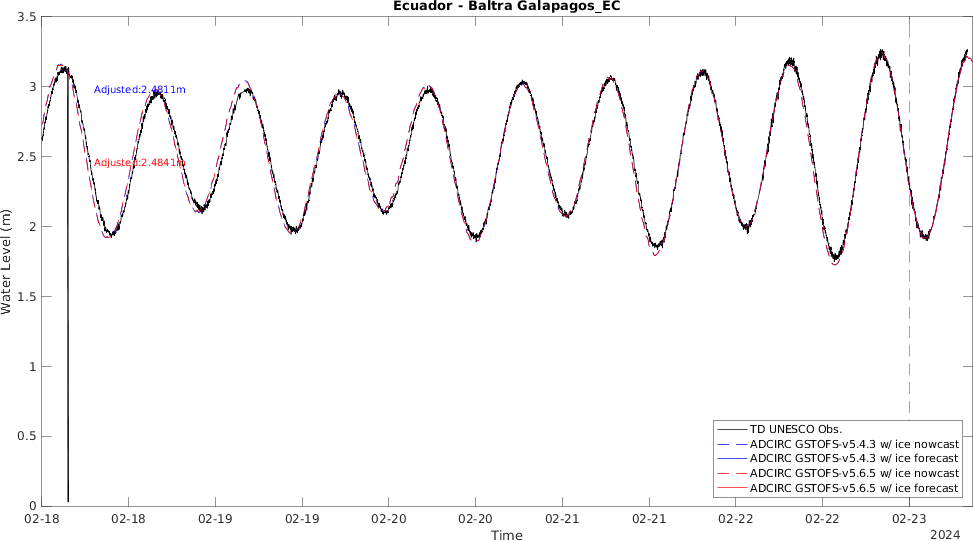 Ecuador - Baltra Galapagos_EC
3.5
3
2.5
2
1.5
1
0.5
0
Water Level (m)
Adjusted:2.4811m
Adjusted:2.4841m
TD UNESCO Obs.
ADCIRC GSTOFS-v5.4.3 w/ ice nowcast
ADCIRC GSTOFS-v5.4.3 w/ ice forecast
ADCIRC GSTOFS-v5.6.5 w/ ice nowcast
ADCIRC GSTOFS-v5.6.5 w/ ice forecast
02-18 02-18 02-19 02-19 02-20 02-20 02-21 02-21 02-22 02-22 02-23
Time
2024